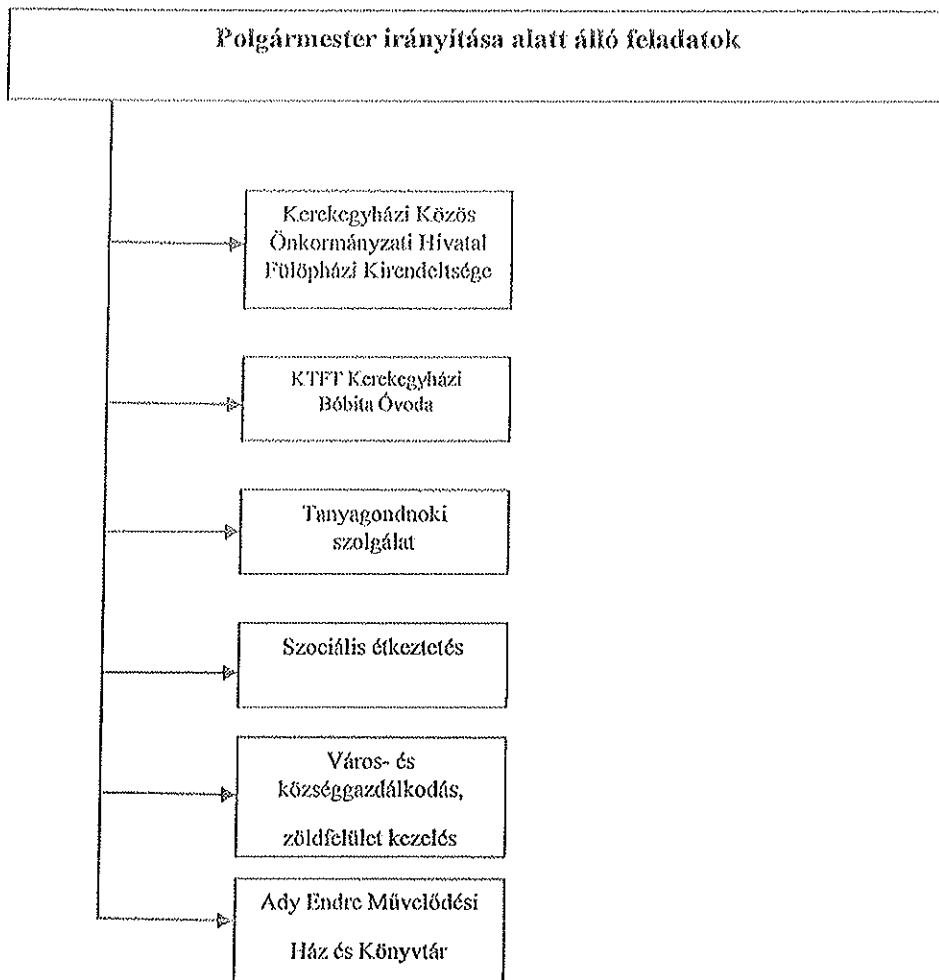 Polgármester irányítása alatt álló feladatok
Kerekegyházi Közös
Önkormányzati Hivatal
Fülöpházi Kirendeltsége
KTFT Kerekegyházi
Bóbita Óvoda
Tanyagondnoki
szolgálat
Szociális étkeztetés
Város- és
községgazdálkodás,
zöldfelület kezelés
Ady Endre Művelődési
Ház és Könyvtár